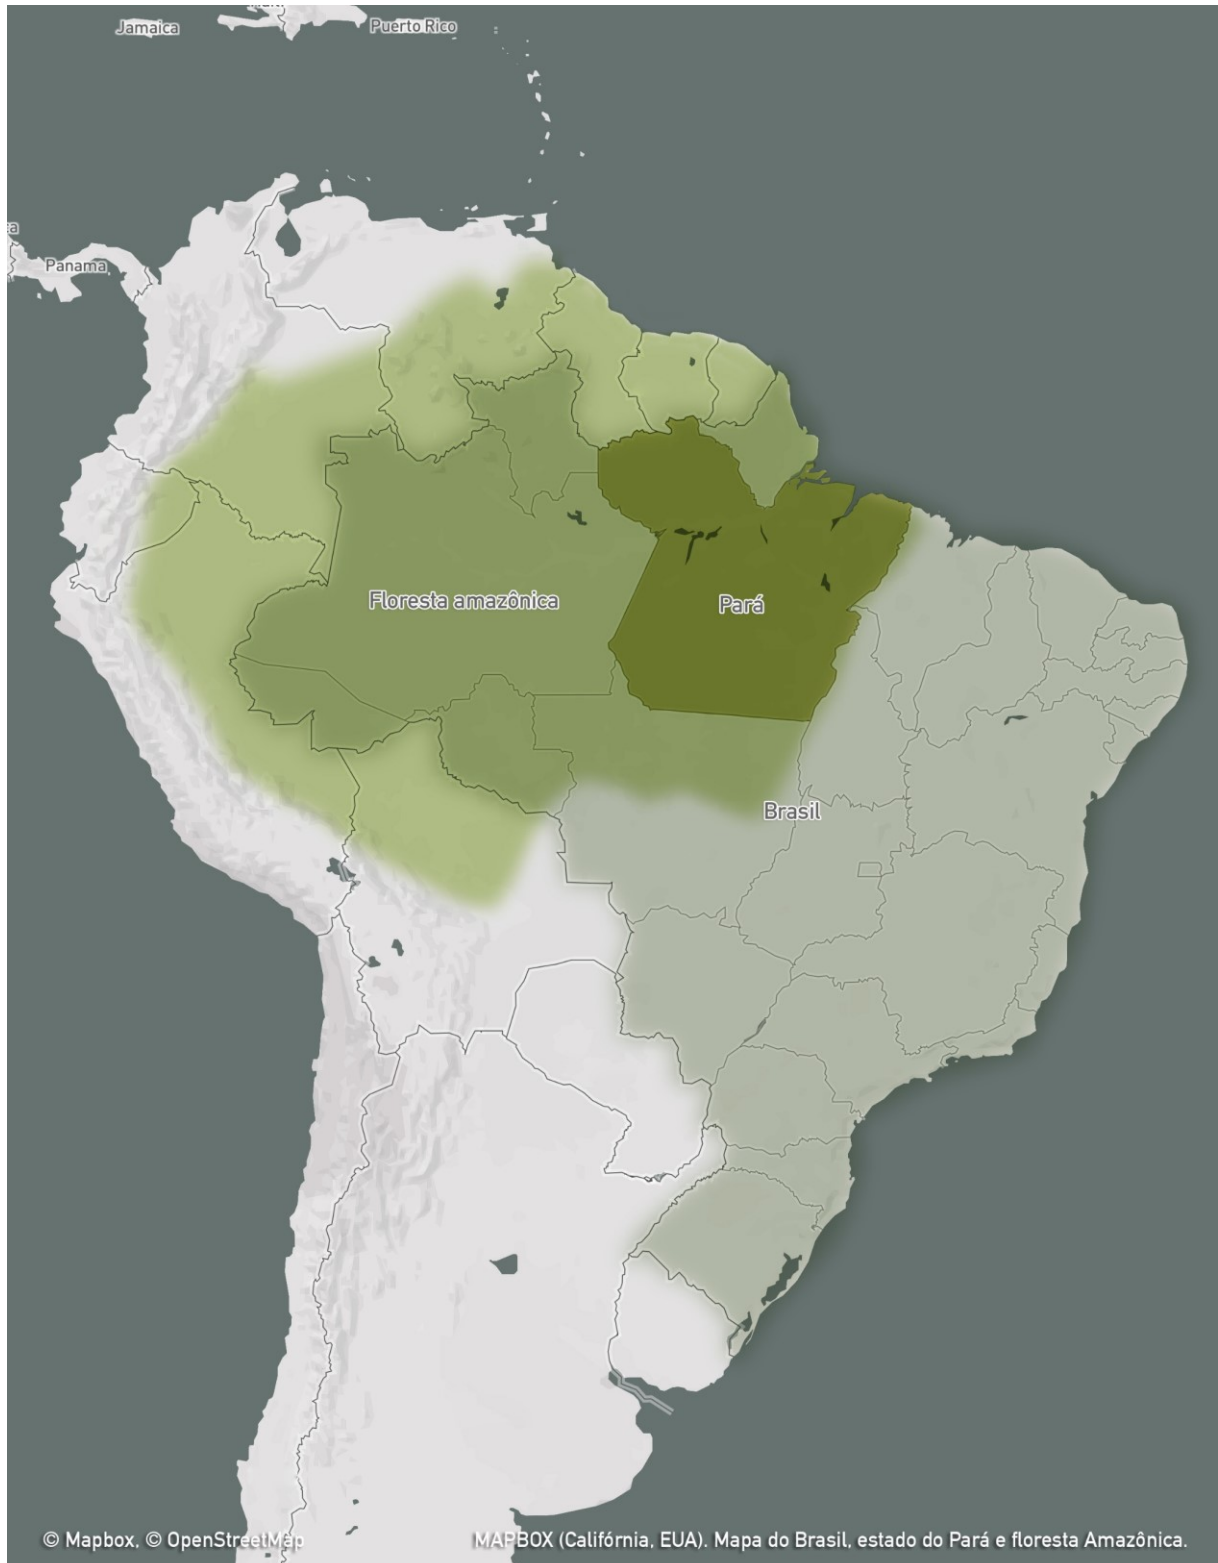 Jamaica
Puerto Rico
Panama
Floresta amazônica
Pará
Brasil
© Mapbox, © OpenStreetMap
MAPBOX (Califórnia, EUA). Mapa do Brasil, estado do Pará e floresta Amazônica.